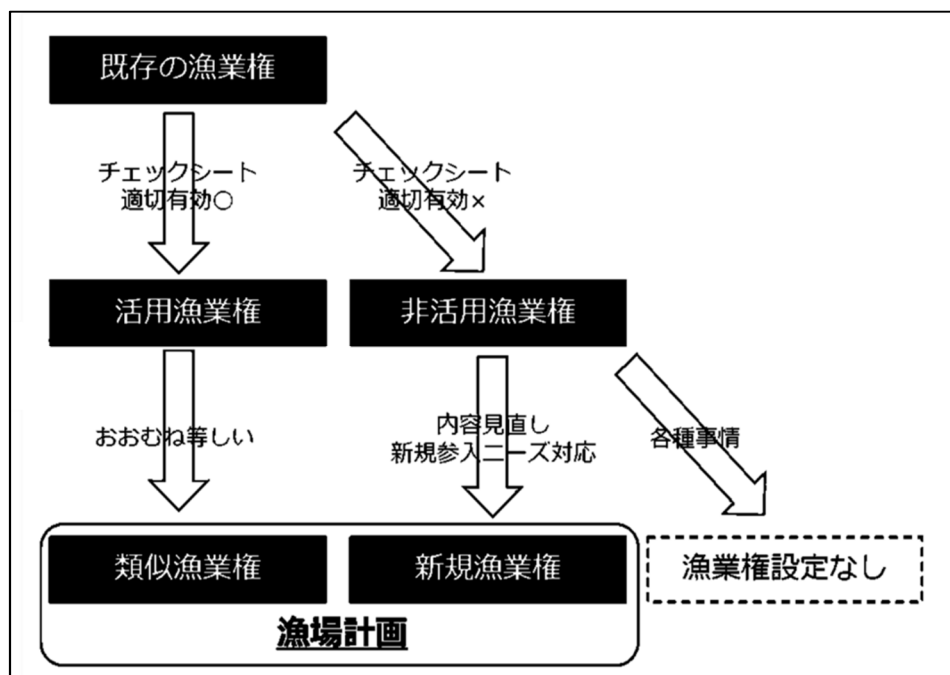 既存の漁業権
チェックシート
適切有効○
チェックシート
適切有効×
活用漁業権
非活用漁業権
おおむね等しい
内容見直し
新規参入ニーズ対応
各種事情
類似漁業権
新規漁業権
漁業権設定なし
漁場計画